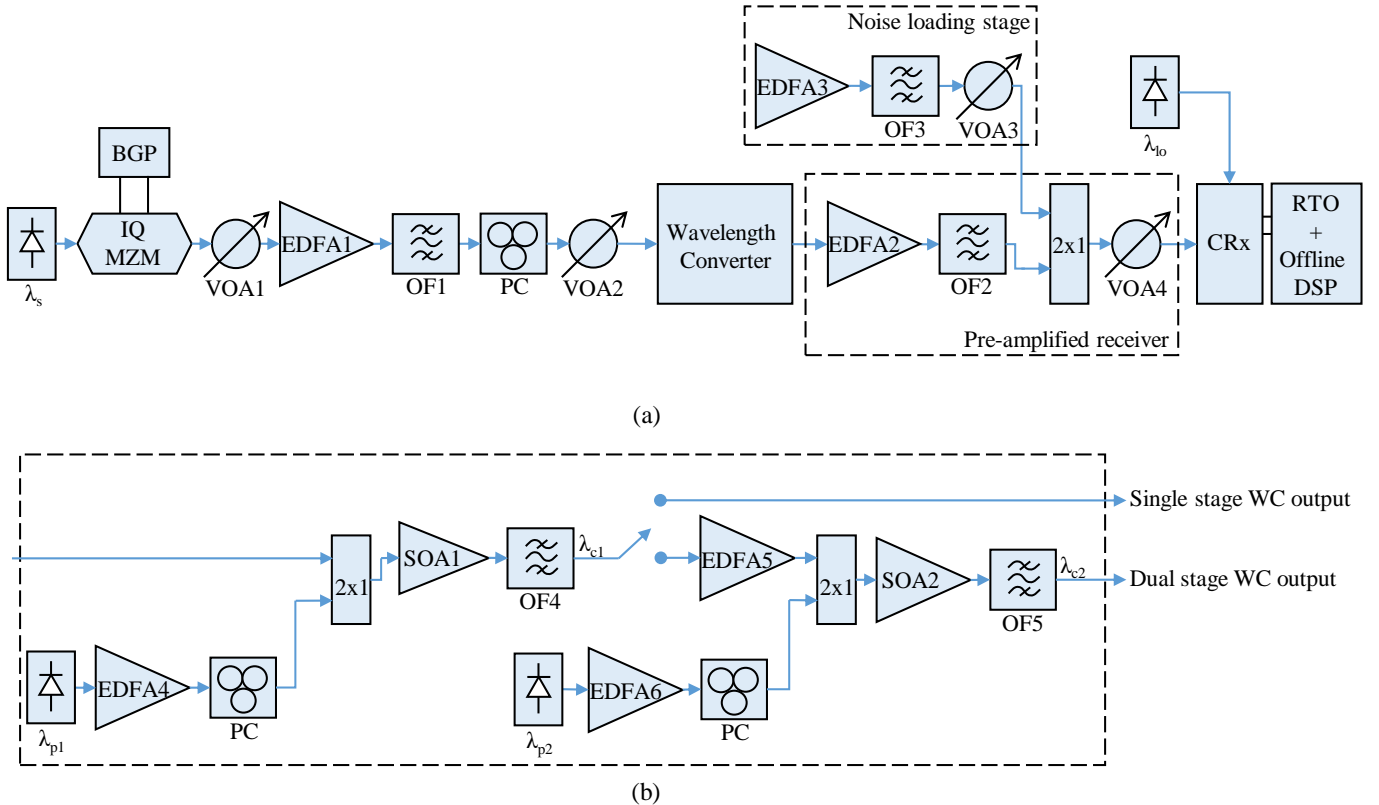 Noise loading stage
EDFA3
OF3
VOA3
λlo
BGP
IQ
MZM
λs
VOA1
EDFA1
OF1
PC
VOA2
Wavelength
Converter
EDFA2
OF2
2x1
VOA4
Pre-amplified receiver
CRx
RTO
+
Offline
DSP
(a)
SOA1
OF4
λc1
2x1
EDFA5
2x1
SOA2
OF5
λc2
Single stage WC output
Dual stage WC output
λp1
EDFA4
PC
λp2
EDFA6
PC
(b)